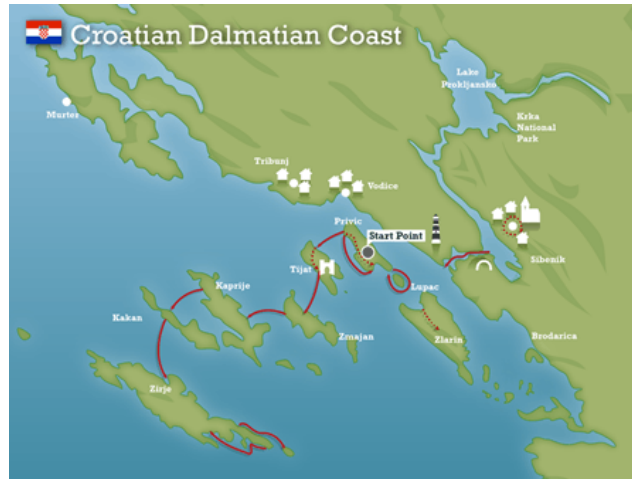 Croatian Dalmatian Coast
Lake
Prokljansko
Murter
Krka
National
Park
Tribunj
Vodice
Privic
Start Point
Tijat
Sibenik
Kaprije
Lupac
Kakan
Zmajan
Zlarin
Brodarica
Zirje